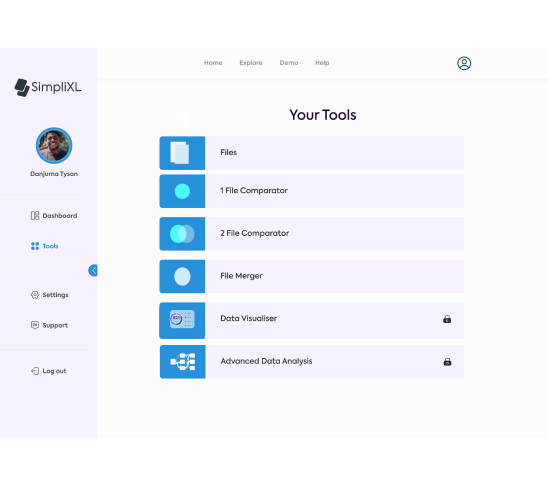 Home Explore Demo Help
SimpliXL
Your Tools
Danjuma Tyson
Dashboard
Tools
Settings
Support
Log out
Files
1 File Comparator
2 File Comparator
File Merger
Data Visualiser
Advanced Data Analysis